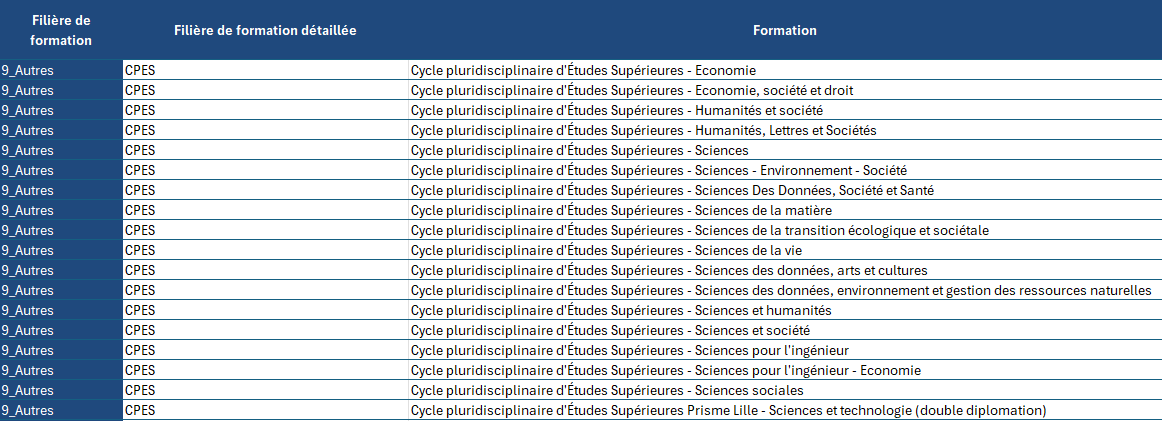 Filière de formation Filière de formation détaillée Formation
9_Autres CPES Cycle pluridisciplinaire d'Études Supérieures - Economie
9_Autres CPES Cycle pluridisciplinaire d'Études Supérieures - Economie, société et droit
9_Autres CPES Cycle pluridisciplinaire d'Études Supérieures - Humanités et société
9_Autres CPES Cycle pluridisciplinaire d'Études Supérieures - Humanités, Lettres et Sociétés
9_Autres CPES Cycle pluridisciplinaire d'Études Supérieures - Sciences
9_Autres CPES Cycle pluridisciplinaire d'Études Supérieures - Sciences - Environnement - Société
9_Autres CPES Cycle pluridisciplinaire d'Études Supérieures - Sciences Des Données, Société et Santé
9_Autres CPES Cycle pluridisciplinaire d'Études Supérieures - Sciences de la matière
9_Autres CPES Cycle pluridisciplinaire d'Études Supérieures - Sciences de la transition écologique et sociétale
9_Autres CPES Cycle pluridisciplinaire d'Études Supérieures - Sciences de la vie
9_Autres CPES Cycle pluridisciplinaire d'Études Supérieures - Sciences des données, arts et cultures
9_Autres CPES Cycle pluridisciplinaire d'Études Supérieures - Sciences des données, environnement et gestion des ressources naturelles
9_Autres CPES Cycle pluridisciplinaire d'Études Supérieures - Sciences et humanités
9_Autres CPES Cycle pluridisciplinaire d'Études Supérieures - Sciences et société
9_Autres CPES Cycle pluridisciplinaire d'Études Supérieures - Sciences pour l'ingénieur
9_Autres CPES Cycle pluridisciplinaire d'Études Supérieures - Sciences pour l'ingénieur - Economie
9_Autres CPES Cycle pluridisciplinaire d'Études Supérieures - Sciences sociales
9_Autres CPES Cycle pluridisciplinaire d'Études Supérieures Prisme Lille - Sciences et technologie (double diplomation)